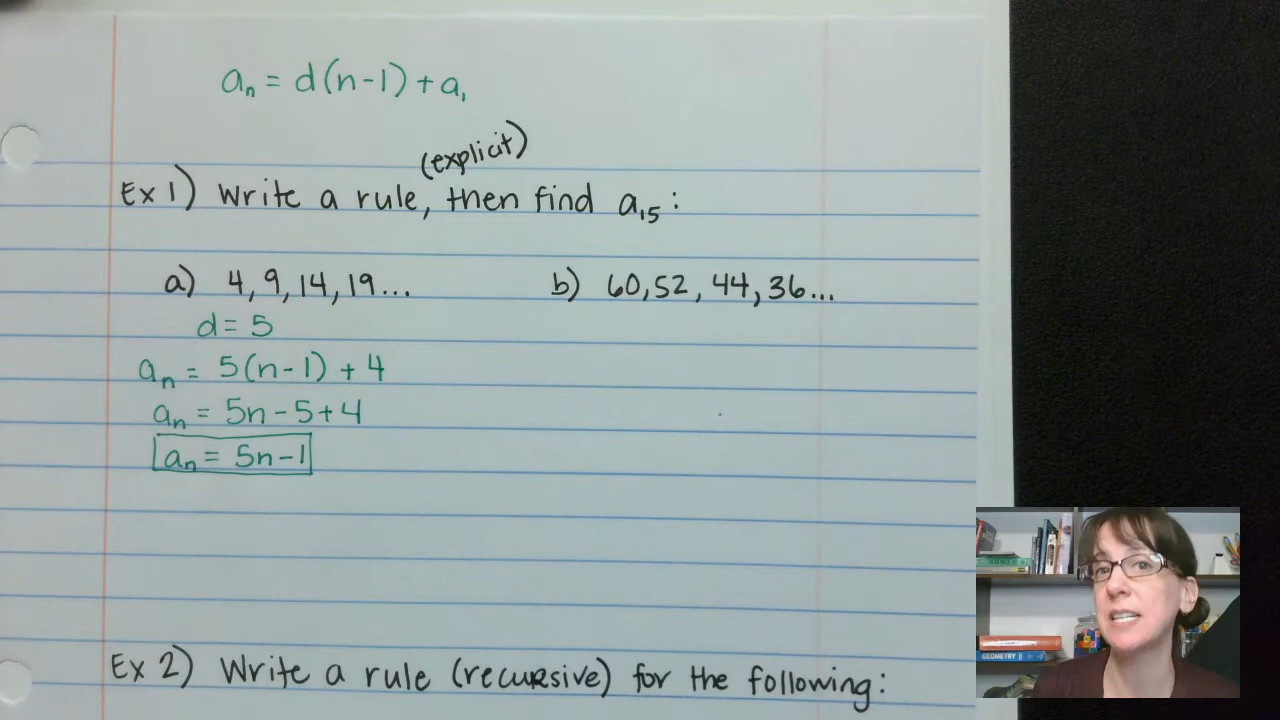 aₙ = d(n-1) + a₁
(explicit)
Ex 1) Write a rule, then find a₁₅:
a) 4, 9, 14, 19...
b) 60, 52, 44, 36...
d = 5
aₙ = 5(n-1) + 4
aₙ = 5n - 5 + 4
aₙ = 5n - 1
Ex 2) Write a rule (recursive) for the following:
GEOMETRY